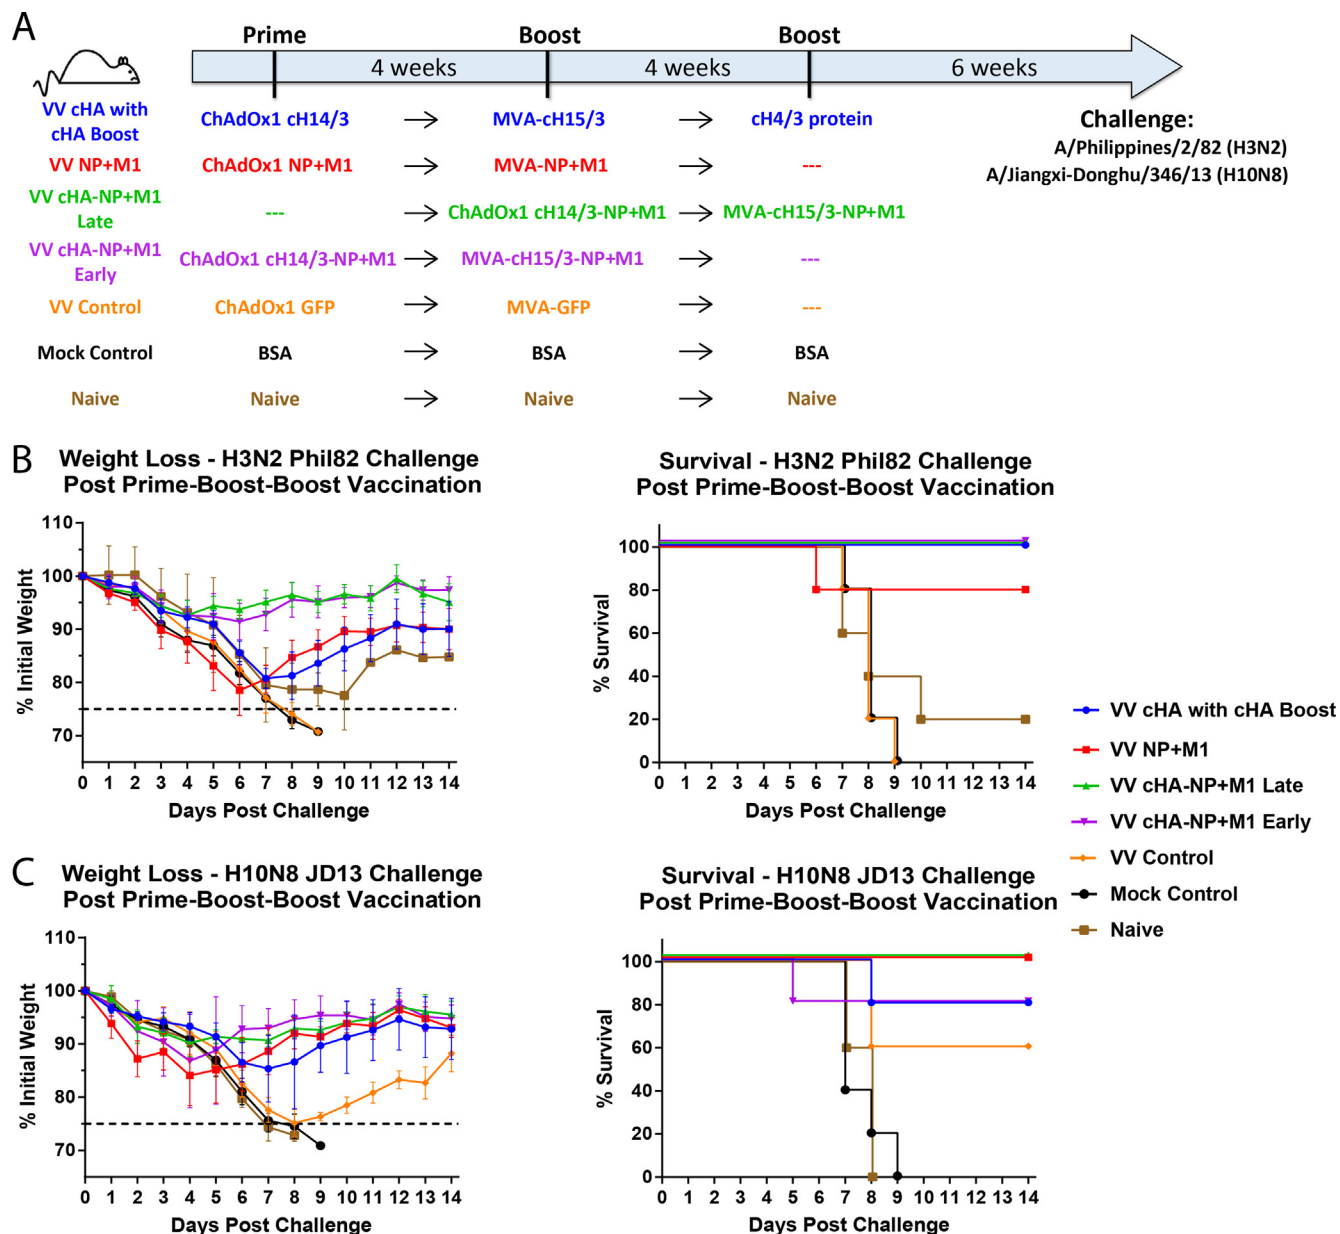 A
Prime
Boost
Boost
4 weeks
4 weeks
6 weeks
VV cHA with
cHA Boost
ChAdOx1 cH14/3
MVA-cH15/3
cH4/3 protein
Challenge:
A/Philippines/2/82 (H3N2)
A/Jiangxi-Donghu/346/13 (H10N8)
VV NP+M1
ChAdOx1 NP+M1
MVA-NP+M1
---
VV cHA-NP+M1
Late
---
ChAdOx1 cH14/3-NP+M1
MVA-cH15/3-NP+M1
VV cHA-NP+M1
Early
ChAdOx1 cH14/3-NP+M1
MVA-cH15/3-NP+M1
---
VV Control
ChAdOx1 GFP
MVA-GFP
---
Mock Control
BSA
BSA
BSA
Naive
Naive
Naive
Naive
B
Weight Loss - H3N2 Phil82 Challenge
Post Prime-Boost-Boost Vaccination
110
100
90
80
70
% Initial Weight
0 1 2 3 4 5 6 7 8 9 10 11 12 13 14
Days Post Challenge
Survival - H3N2 Phil82 Challenge
Post Prime-Boost-Boost Vaccination
100
80
60
40
20
0
% Survival
0 1 2 3 4 5 6 7 8 9 10 11 12 13 14
Days Post Challenge
VV cHA with cHA Boost
VV NP+M1
VV cHA-NP+M1 Late
VV cHA-NP+M1 Early
VV Control
Mock Control
Naive
C
Weight Loss - H10N8 JD13 Challenge
Post Prime-Boost-Boost Vaccination
110
100
90
80
70
% Initial Weight
0 1 2 3 4 5 6 7 8 9 10 11 12 13 14
Days Post Challenge
Survival - H10N8 JD13 Challenge
Post Prime-Boost-Boost Vaccination
100
80
60
40
20
0
% Survival
0 1 2 3 4 5 6 7 8 9 10 11 12 13 14
Days Post Challenge